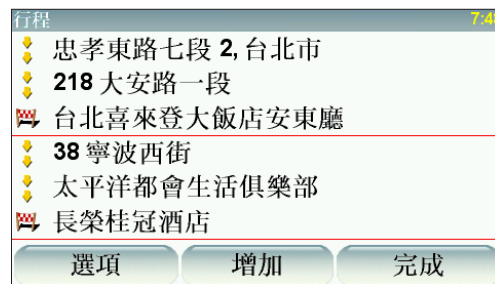 行程 7:48
忠孝東路七段 2, 台北市
218 大安路一段
台北喜來登大飯店安東廳
38 寧波西街
太平洋都會生活俱樂部
長榮桂冠酒店
選項 增加 完成